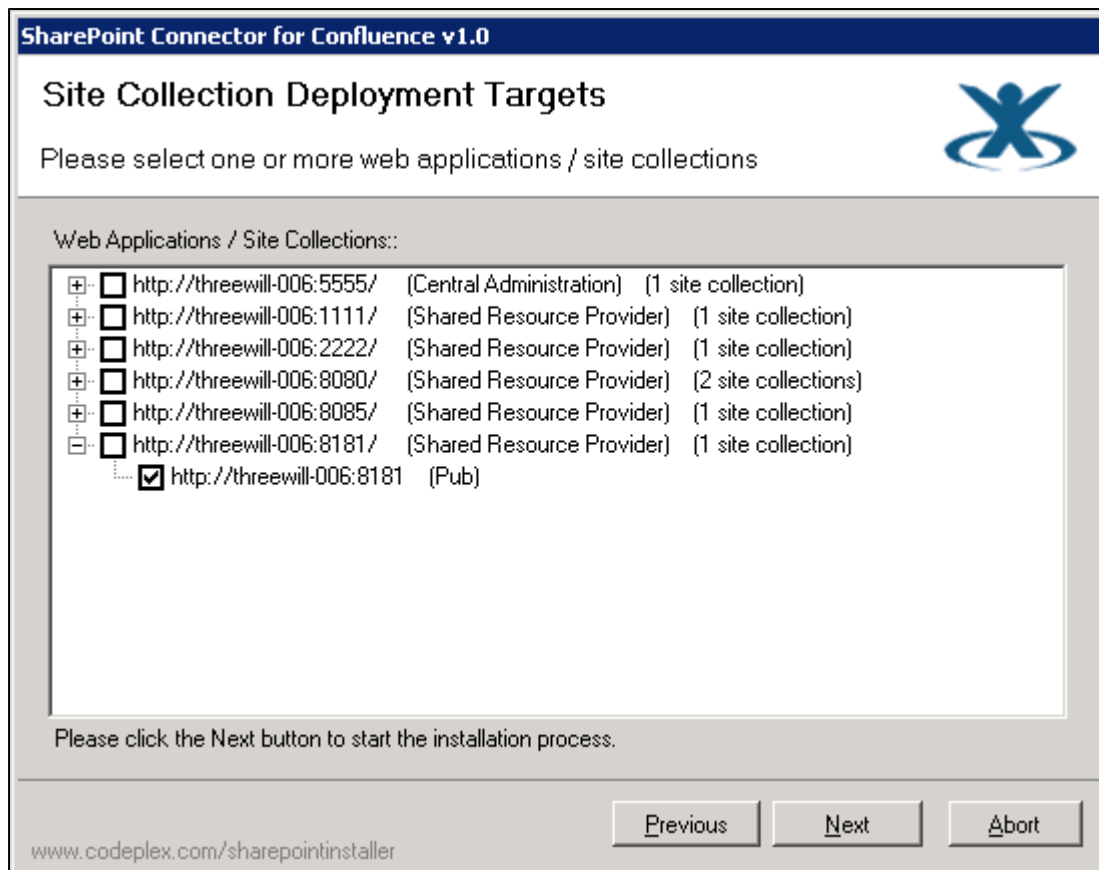 SharePoint Connector for Confluence v1.0
Site Collection Deployment Targets
Please select one or more web applications / site collections
Web Applications / Site Collections::
http://threewill-006:5555/ (Central Administration) (1 site collection)
http://threewill-006:1111/ (Shared Resource Provider) (1 site collection)
http://threewill-006:2222/ (Shared Resource Provider) (1 site collection)
http://threewill-006:8080/ (Shared Resource Provider) (2 site collections)
http://threewill-006:8085/ (Shared Resource Provider) (1 site collection)
http://threewill-006:8181/ (Shared Resource Provider) (1 site collection)
http://threewill-006:8181 (Pub)
Please click the Next button to start the installation process.
Previous Next Abort
www.codeplex.com/sharepointinstaller